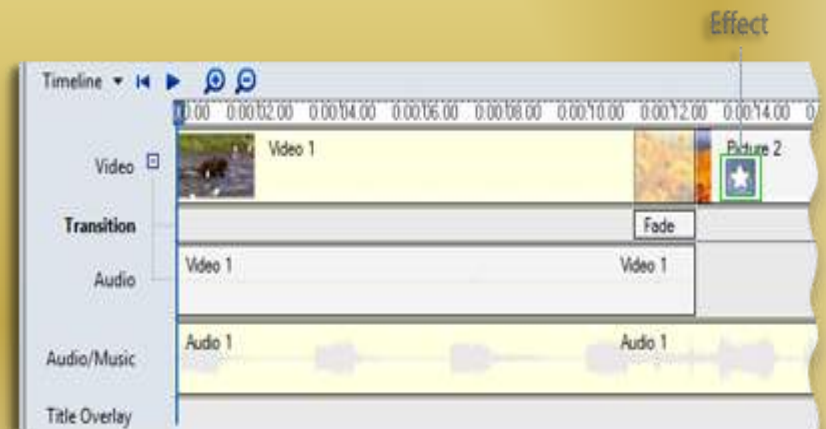 Effect
Timeline
0.00 0.00:02.00 0.00:04.00 0.00:06.00 0.00:08.00 0.00:10.00 0.00:12.00 0.00:14.00
Video
Video 1
Picture 2
Transition
Fade
Audio
Video 1
Video 1
Audio/Music
Audio 1
Audio 1
Title Overlay